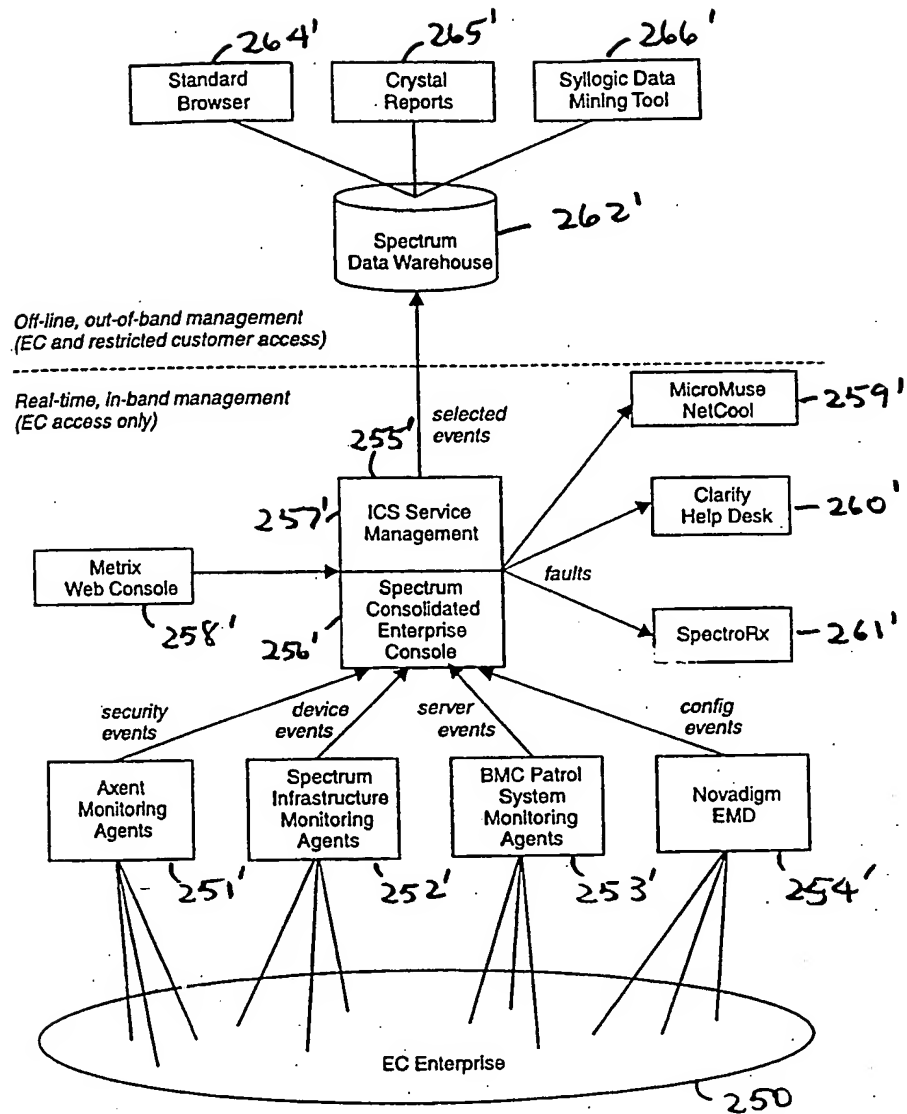 264'
265'
266'
Standard
Browser
Crystal
Reports
Syllogic Data
Mining Tool
262'
Spectrum
Data Warehouse
Off-line, out-of-band management
(EC and restricted customer access)
Real-time, in-band management
(EC access only)
selected
events
MicroMuse
NetCool
259'
255'
257'
ICS Service
Management
Clarify
Help Desk
260'
Metrix
Web Console
258'
256'
Spectrum
Consolidated
Enterprise
Console
faults
SpectroRx
261'
security
events
device
events
server
events
config
events
Axent
Monitoring
Agents
Spectrum
Infrastructure
Monitoring
Agents
BMC Patrol
System
Monitoring
Agents
Novadigm
EMD
251'
252'
253'
254'
EC Enterprise
250